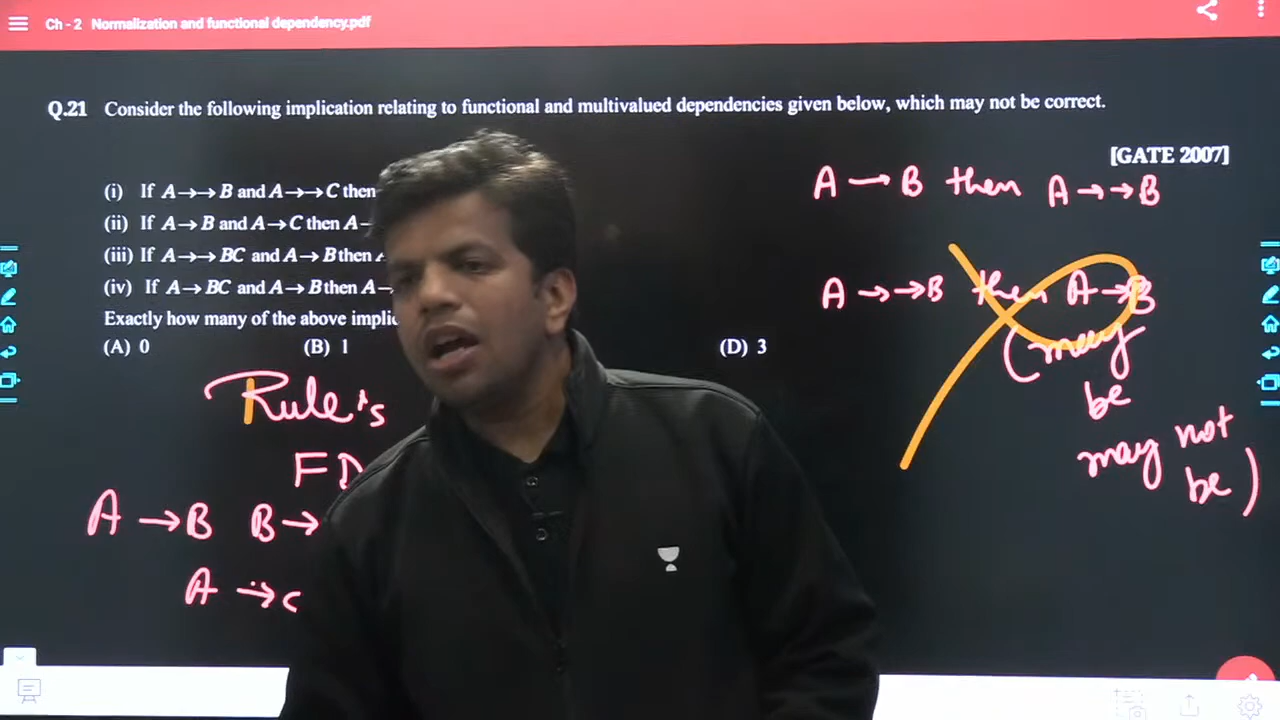 Ch - 2 Normalization and functional dependency.pdf
Q.21 Consider the following implication relating to functional and multivalued dependencies given below, which may not be correct.
[GATE 2007]
(i) If A→→B and A→→C then
(ii) If A→B and A→C then A
(iii) If A→→BC and A→B then
(iv) If A→BC and A→B then A
Exactly how many of the above
(A) 0 (B) 1 (D) 3
A → B then A →→ B
A →→ B then A → B
(may
be
may not
be)
Rule's
FD
A → B B →
A → C